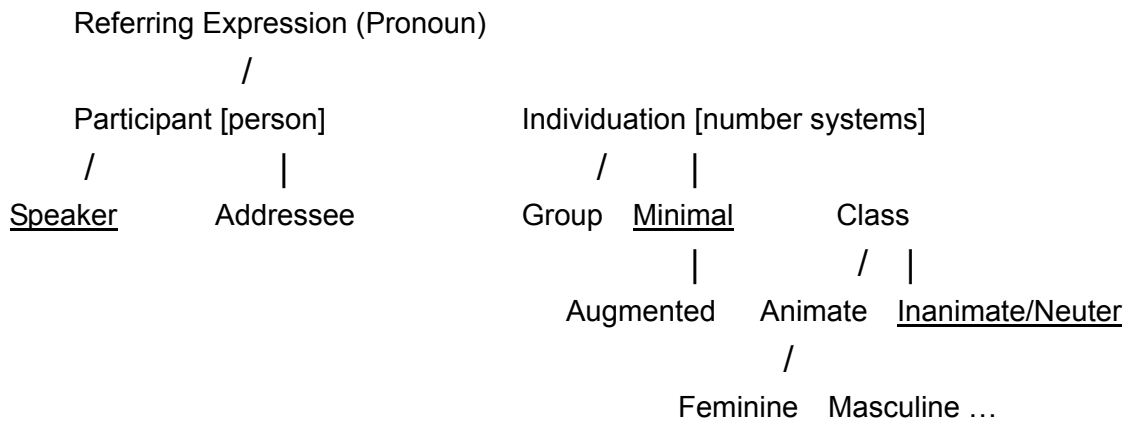 Referring Expression (Pronoun)
/
Participant [person] Individuation [number systems]
/ | / |
Speaker Addressee Group Minimal Class
| / |
Augmented Animate Inanimate/Neuter
/
Feminine Masculine …